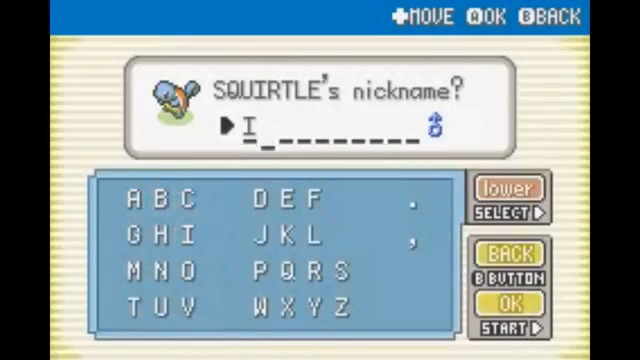 MOVE A OK B BACK
SQUIRTLE's nickname?
I
A B C D E F .
G H I J K L ,
M N O P Q R S
T U V W X Y Z
lower
SELECT
BACK
B BUTTON
OK
START